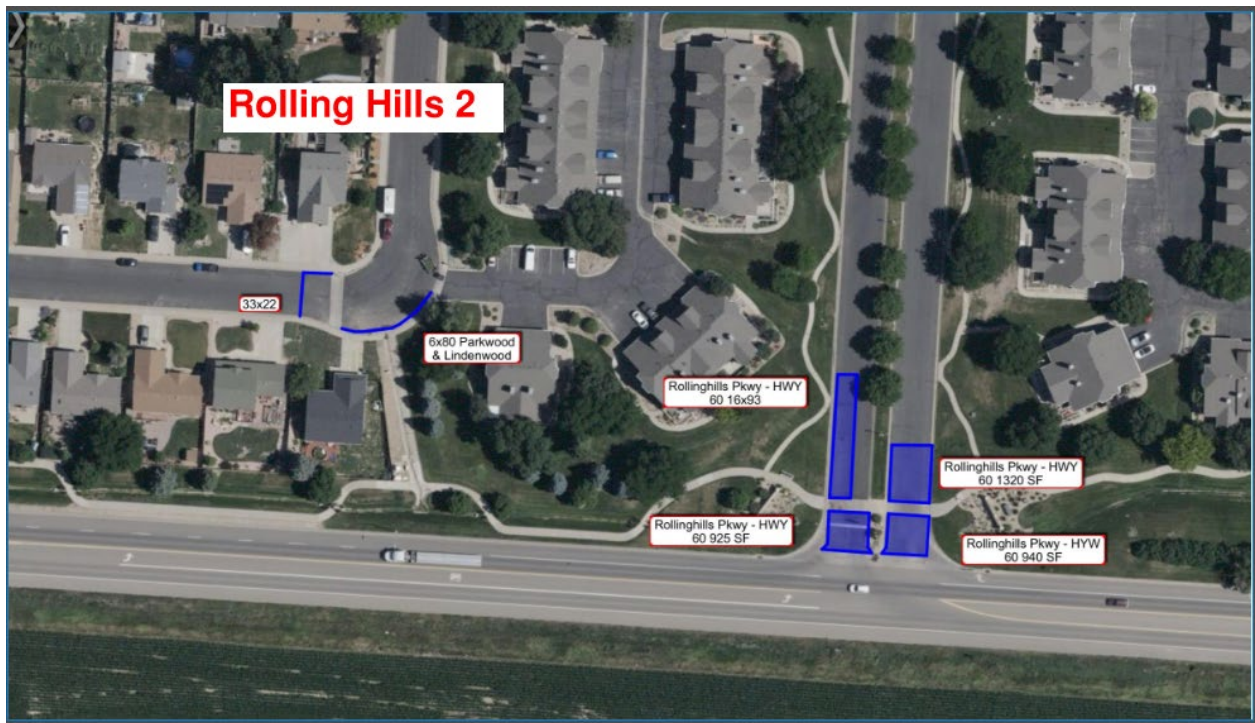 Rolling Hills 2
33x22
6x80 Parkwood
& Lindenwood
Rollinghills Pkwy - HWY
60 16x93
Rollinghills Pkwy - HWY
60 1320 SF
Rollinghills Pkwy - HWY
60 925 SF
Rollinghills Pkwy - HYW
60 940 SF